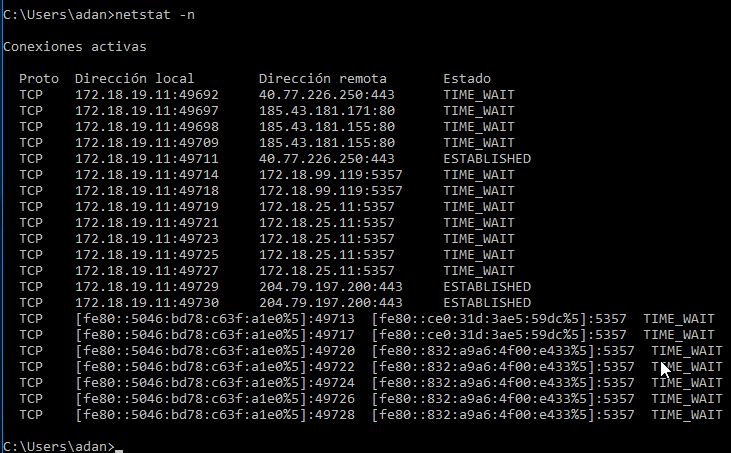 C:\Users\adan>netstat -n
Conexiones activas
Proto  Dirección local        Dirección remota       Estado
TCP    172.18.19.11:49692     40.77.226.250:443      TIME_WAIT
TCP    172.18.19.11:49697     185.43.181.171:80      TIME_WAIT
TCP    172.18.19.11:49698     185.43.181.155:80      TIME_WAIT
TCP    172.18.19.11:49709     185.43.181.155:80      TIME_WAIT
TCP    172.18.19.11:49711     40.77.226.250:443      ESTABLISHED
TCP    172.18.19.11:49714     172.18.99.119:5357     TIME_WAIT
TCP    172.18.19.11:49718     172.18.99.119:5357     TIME_WAIT
TCP    172.18.19.11:49719     172.18.25.11:5357      TIME_WAIT
TCP    172.18.19.11:49721     172.18.25.11:5357      TIME_WAIT
TCP    172.18.19.11:49723     172.18.25.11:5357      TIME_WAIT
TCP    172.18.19.11:49725     172.18.25.11:5357      TIME_WAIT
TCP    172.18.19.11:49727     172.18.25.11:5357      TIME_WAIT
TCP    172.18.19.11:49729     204.79.197.200:443     ESTABLISHED
TCP    172.18.19.11:49730     204.79.197.200:443     ESTABLISHED
TCP    [fe80::5046:bd78:c63f:a1e0%5]:49713  [fe80::ce0:31d:3ae5:59dc%5]:5357  TIME_WAIT
TCP    [fe80::5046:bd78:c63f:a1e0%5]:49717  [fe80::ce0:31d:3ae5:59dc%5]:5357  TIME_WAIT
TCP    [fe80::5046:bd78:c63f:a1e0%5]:49720  [fe80::832:a9a6:4f00:e433%5]:5357  TIME_WAIT
TCP    [fe80::5046:bd78:c63f:a1e0%5]:49722  [fe80::832:a9a6:4f00:e433%5]:5357  TIME_WAIT
TCP    [fe80::5046:bd78:c63f:a1e0%5]:49724  [fe80::832:a9a6:4f00:e433%5]:5357  TIME_WAIT
TCP    [fe80::5046:bd78:c63f:a1e0%5]:49726  [fe80::832:a9a6:4f00:e433%5]:5357  TIME_WAIT
TCP    [fe80::5046:bd78:c63f:a1e0%5]:49728  [fe80::832:a9a6:4f00:e433%5]:5357  TIME_WAIT
C:\Users\adan>